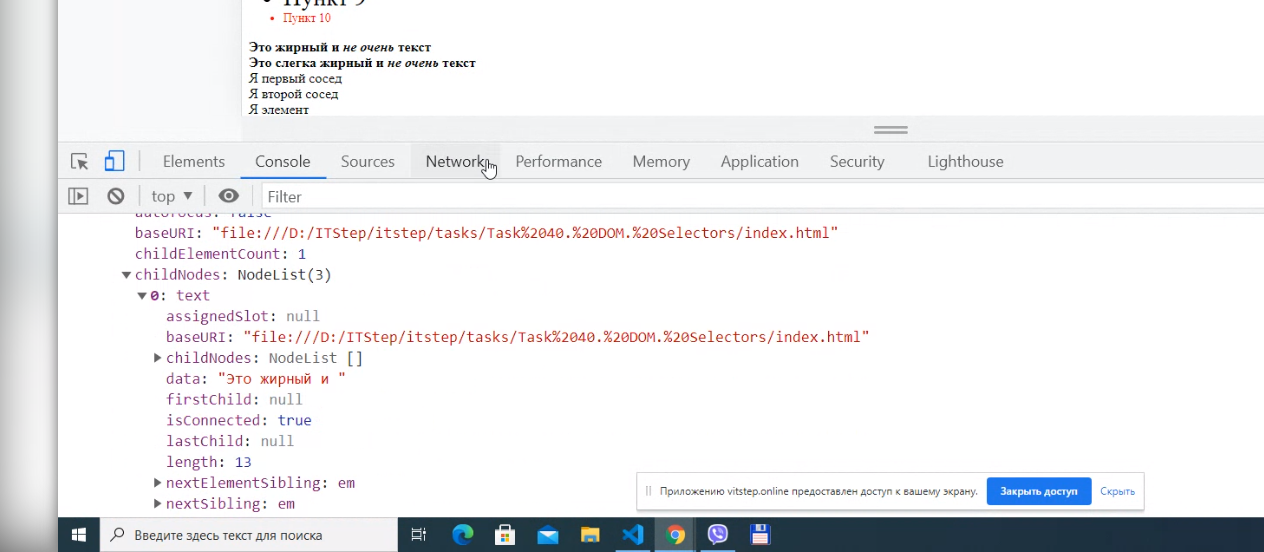 Пункт 9
Пункт 10
Это жирный и не очень текст
Это слегка жирный и не очень текст
Я первый сосед
Я второй сосед
Я элемент
Elements Console Sources Network Performance Memory Application Security Lighthouse
top Filter
autofocus: false
baseURI: "file:///D:/ITStep/itstep/tasks/Task%2040.%20DOM.%20Selectors/index.html"
childElementCount: 1
childNodes: NodeList(3)
0: text
assignedSlot: null
baseURI: "file:///D:/ITStep/itstep/tasks/Task%2040.%20DOM.%20Selectors/index.html"
childNodes: NodeList []
data: "Это жирный и "
firstChild: null
isConnected: true
lastChild: null
length: 13
nextElementSibling: em
nextSibling: em
Приложению vitstep.online предоставлен доступ к вашему экрану. Закрыть доступ Скрыть
Введите здесь текст для поиска